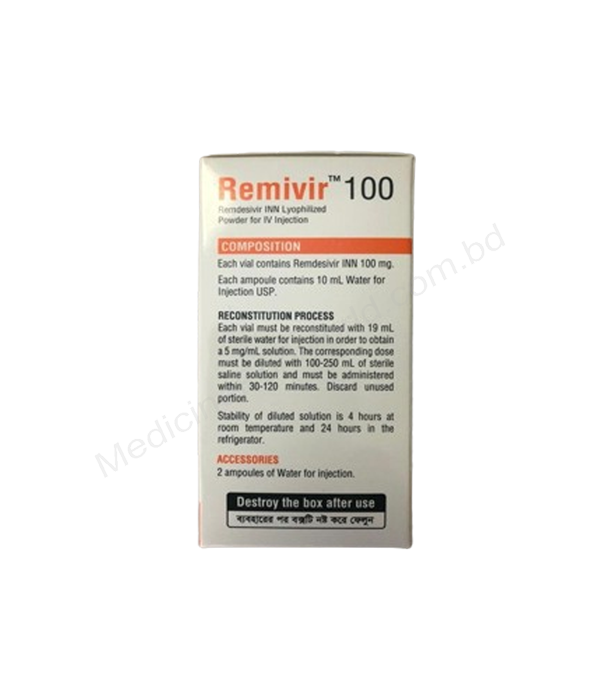 Remivir™ 100
Remdesivir INN Lyophilized
Powder for IV Injection
COMPOSITION
Each vial contains Remdesivir INN 100 mg.
Each ampoule contains 10 mL Water for
Injection USP.
RECONSTITUTION PROCESS
Each vial must be reconstituted with 19 mL
of sterile water for injection in order to obtain
a 5 mg/mL solution. The corresponding dose
must be diluted with 100-250 mL of sterile
saline solution and must be administered
within 30-120 minutes. Discard unused
portion.
Stability of diluted solution is 4 hours at
room temperature and 24 hours in the
refrigerator.
ACCESSORIES
2 ampoules of Water for injection.
Destroy the box after use
ব্যবহারের পর বক্সটি নষ্ট করে ফেলুন